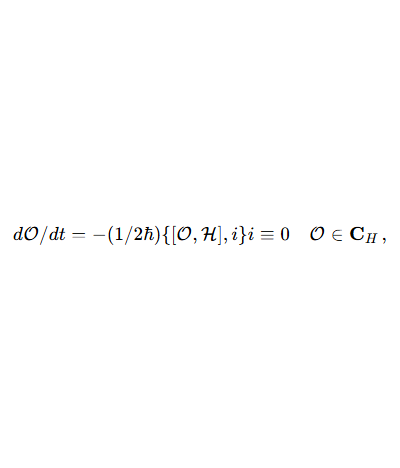 d𝒪/dt = −(1/2ħ){[𝒪, ℋ], i}i ≡ 0 𝒪 ∈ 𝐂_H ,